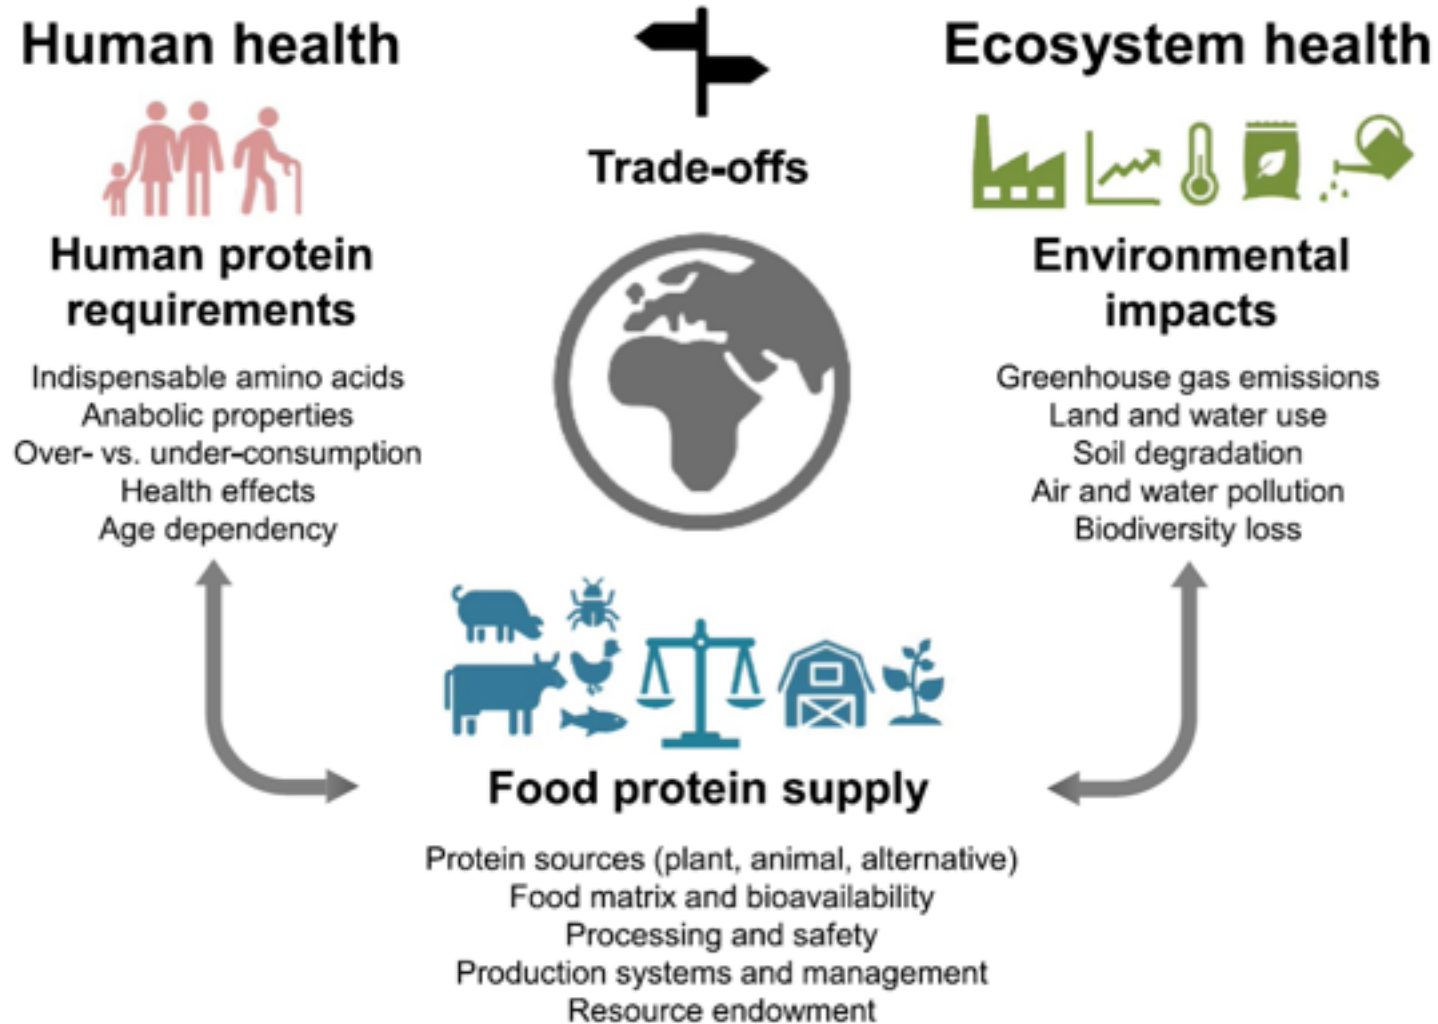 Human health
Trade-offs
Ecosystem health
Human protein
requirements
Indispensable amino acids
Anabolic properties
Over- vs. under-consumption
Health effects
Age dependency
Environmental
impacts
Greenhouse gas emissions
Land and water use
Soil degradation
Air and water pollution
Biodiversity loss
Food protein supply
Protein sources (plant, animal, alternative)
Food matrix and bioavailability
Processing and safety
Production systems and management
Resource endowment